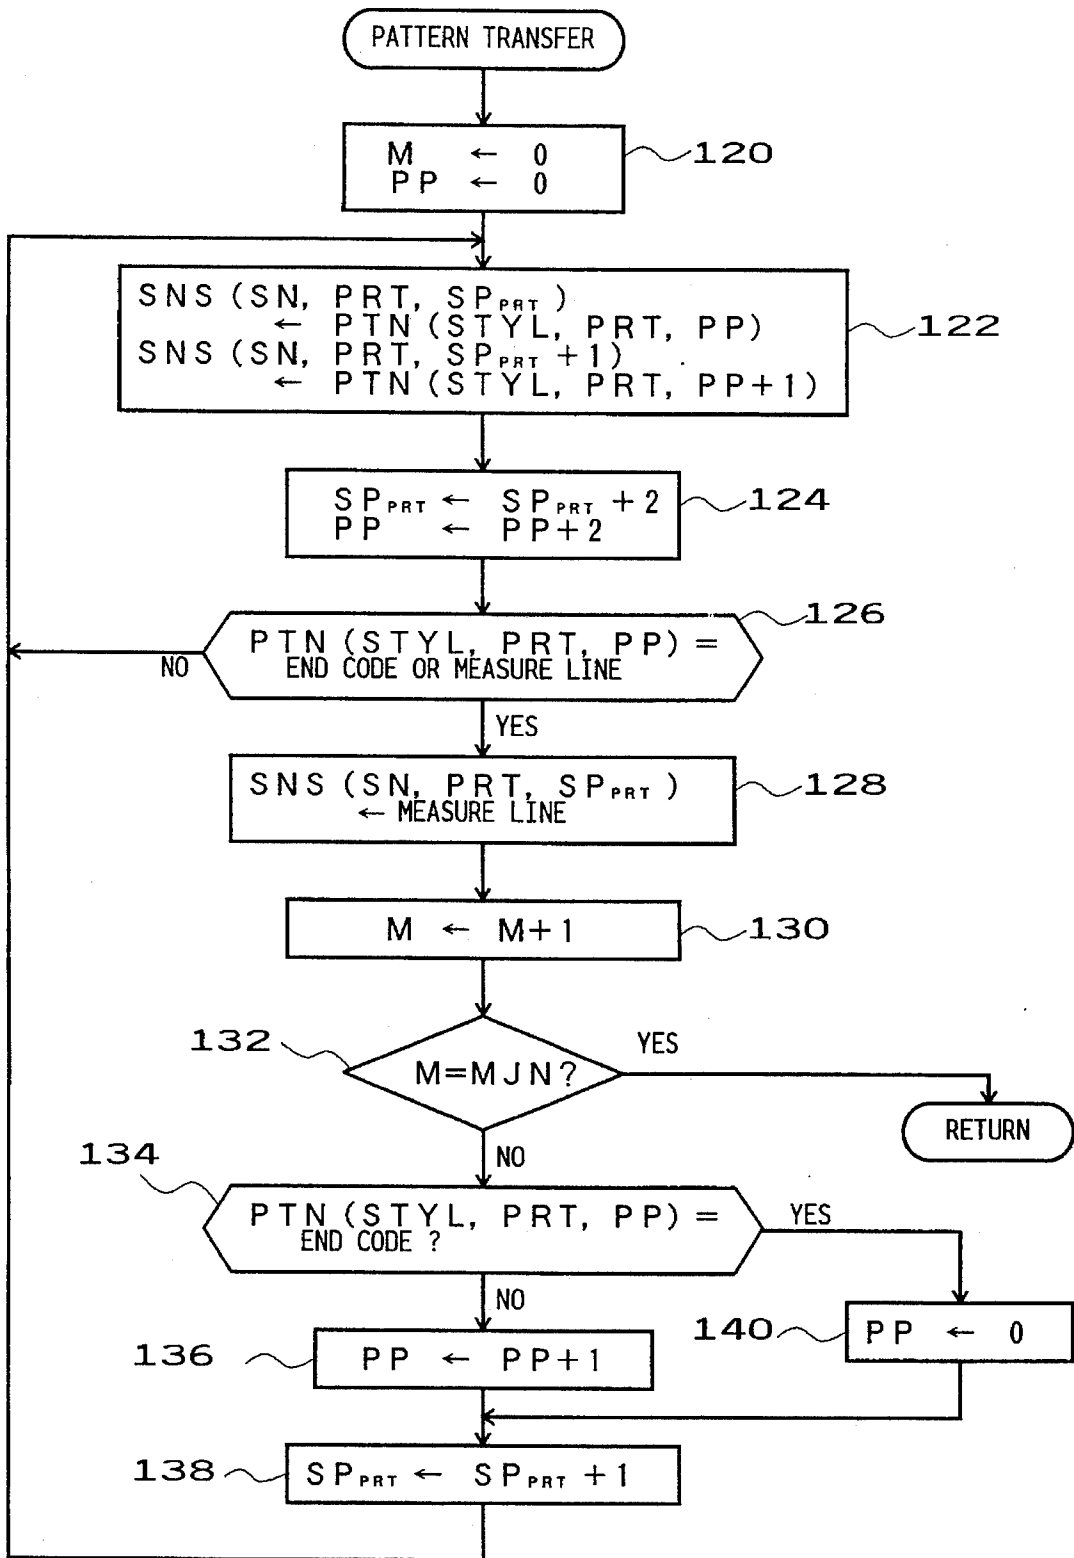 PATTERN TRANSFER
M ← 0
PP ← 0
120
SNS (SN, PRT, SPPRT)
← PTN (STYL, PRT, PP)
SNS (SN, PRT, SPPRT+1)
← PTN (STYL, PRT, PP+1)
122
SPPRT ← SPPRT+2
PP ← PP+2
124
126
PTN (STYL, PRT, PP) =
END CODE OR MEASURE LINE
NO
YES
SNS (SN, PRT, SPPRT)
← MEASURE LINE
128
M ← M+1
130
132
M=MJN?
YES
RETURN
NO
134
PTN (STYL, PRT, PP) =
END CODE ?
YES
NO
136
PP ← PP+1
140
PP ← 0
138
SPPRT ← SPPRT+1